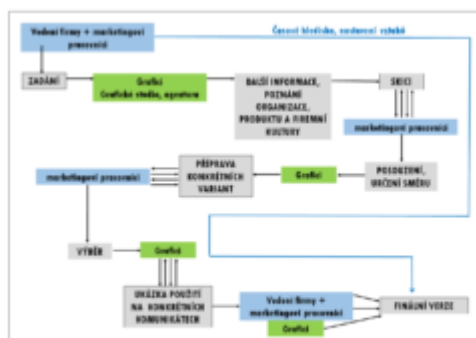 Vedení firmy + marketingoví
pracovníci
Časové hledisko, nastavení vztahů
ZADÁNÍ
Grafici
Grafické studio, agentura
DALŠÍ INFORMACE,
POZNÁNÍ
ORGANIZACE,
PRODUKTU A FIREMNÍ
KULTURY
SKICI
marketingoví pracovníci
POSOUZENÍ,
URČENÍ SMĚRU
Grafici
PŘÍPRAVA
KONKRÉTNÍCH
VARIANT
marketingoví pracovníci
VÝBĚR
Grafici
UKÁZKA POUŽITÍ
NA KONKRÉTNÍCH
KOMUNIKÁTECH
Vedení firmy +
marketingoví pracovníci
Grafici
FINÁLNÍ VERZE